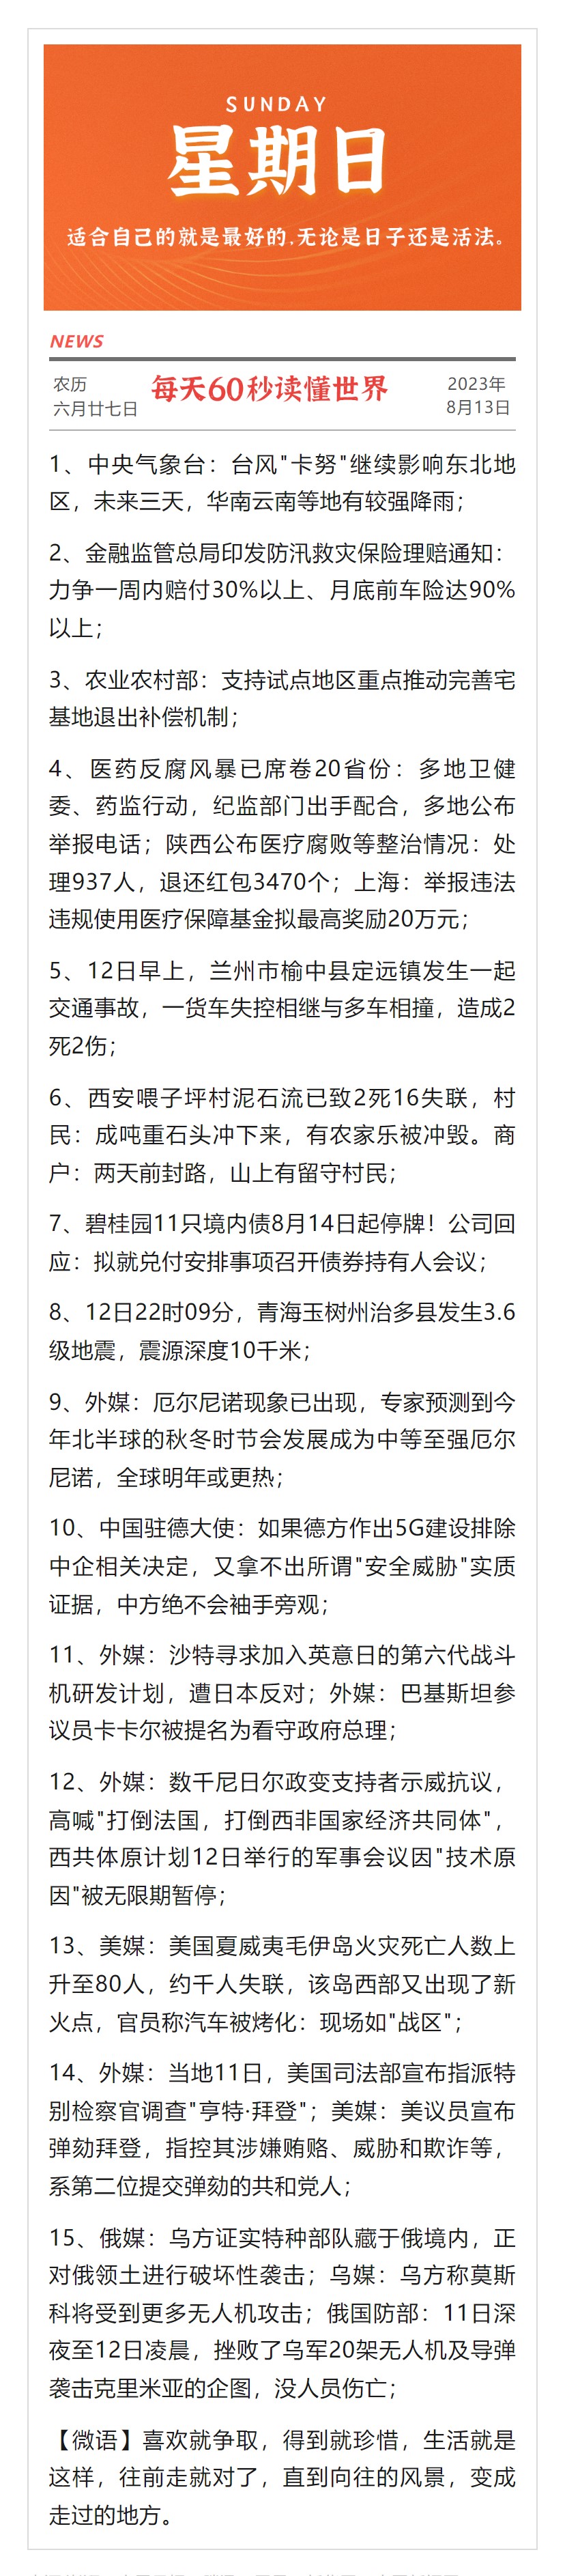 SUNDAY
星期日
适合自己的就是最好的，无论是日子还是活法。
NEWS
农历
六月廿七日
每天60秒读懂世界
2023年
8月13日
1、中央气象台：台风"卡努"继续影响东北地
区，未来三天，华南云南等地有较强降雨；
2、金融监管总局印发防汛救灾保险理赔通知：
力争一周内赔付30%以上、月底前车险达90%
以上；
3、农业农村部：支持试点地区重点推动完善宅
基地退出补偿机制；
4、医药反腐风暴已席卷20省份：多地卫健
委、药监行动，纪监部门出手配合，多地公布
举报电话；陕西公布医疗腐败等整治情况：处
理937人，退还红包3470个；上海：举报违法
违规使用医疗保障基金拟最高奖励20万元；
5、12日早上，兰州市榆中县定远镇发生一起
交通事故，一货车失控相继与多车相撞，造成2
死2伤；
6、西安喂子坪村泥石流已致2死16失联，村
民：成吨重石头冲下来，有农家乐被冲毁。商
户：两天前封路，山上有留守村民；
7、碧桂园11只境内债8月14日起停牌！公司回
应：拟就兑付安排事项召开债券持有人会议；
8、12日22时09分，青海玉树州治多县发生3.6
级地震，震源深度10千米；
9、外媒：厄尔尼诺现象已出现，专家预测到今
年北半球的秋冬时节会发展成为中等至强厄尔
尼诺，全球明年或更热；
10、中国驻德大使：如果德方作出5G建设排除
中企相关决定，又拿不出所谓"安全威胁"实质
证据，中方绝不会袖手旁观；
11、外媒：沙特寻求加入英意日的第六代战斗
机研发计划，遭日本反对；外媒：巴基斯坦参
议员卡卡尔被提名为看守政府总理；
12、外媒：数千尼日尔政变支持者示威抗议，
高喊"打倒法国，打倒西非国家经济共同体"，
西共体原计划12日举行的军事会议因"技术原
因"被无限期暂停；
13、美媒：美国夏威夷毛伊岛火灾死亡人数上
升至80人，约千人失联，该岛西部又出现了新
火点，官员称汽车被烤化：现场如"战区"；
14、外媒：当地11日，美国司法部宣布指派特
别检察官调查"亨特·拜登"；美媒：美议员宣布
弹劾拜登，指控其涉嫌贿赂、威胁和欺诈等，
系第二位提交弹劾的共和党人；
15、俄媒：乌方证实特种部队藏于俄境内，正
对俄领土进行破坏性袭击；乌媒：乌方称莫斯
科将受到更多无人机攻击；俄国防部：11日深
夜至12日凌晨，挫败了乌军20架无人机及导弹
袭击克里米亚的企图，没人员伤亡；
【微语】喜欢就争取，得到就珍惜，生活就是
这样，往前走就对了，直到向往的风景，变成
走过的地方。